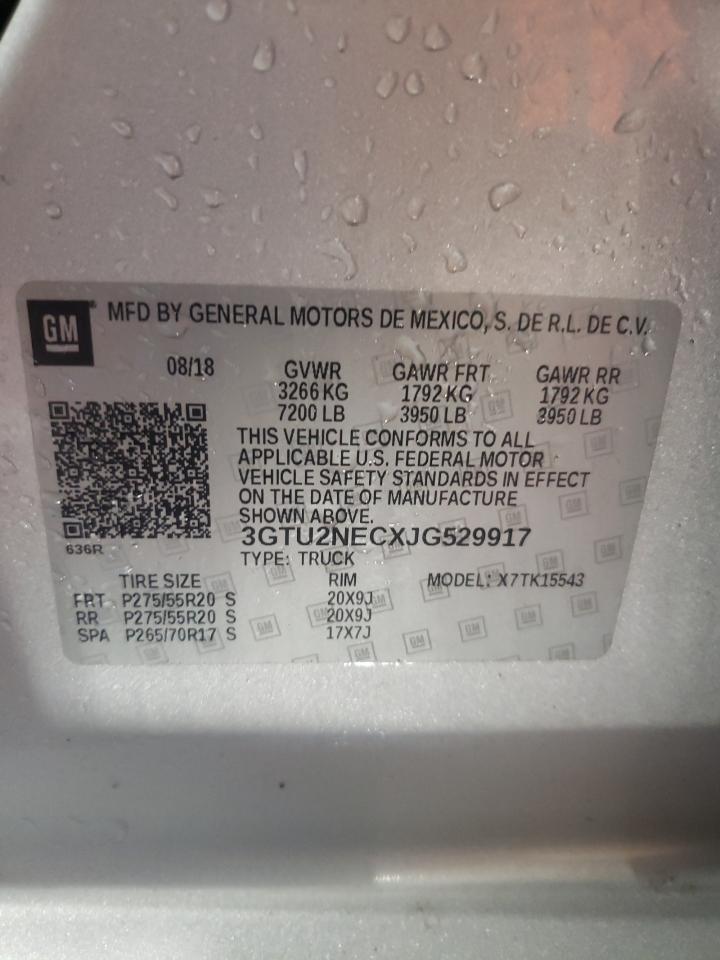 GM
MFD BY GENERAL MOTORS DE MEXICO, S. DE R.L. DE C.V.
08/18 GVWR GAWR FRT GAWR RR
3266 KG 1792 KG 1792 KG
7200 LB 3950 LB 3950 LB
THIS VEHICLE CONFORMS TO ALL
APPLICABLE U.S. FEDERAL MOTOR
VEHICLE SAFETY STANDARDS IN EFFECT
ON THE DATE OF MANUFACTURE
SHOWN ABOVE.
3GTU2NECXJG529917
636R
TYPE: TRUCK
TIRE SIZE RIM MODEL: X7TK15543
FRT P275/55R20 S 20X9J
RR P275/55R20 S 20X9J
SPA P265/70R17 S 17X7J